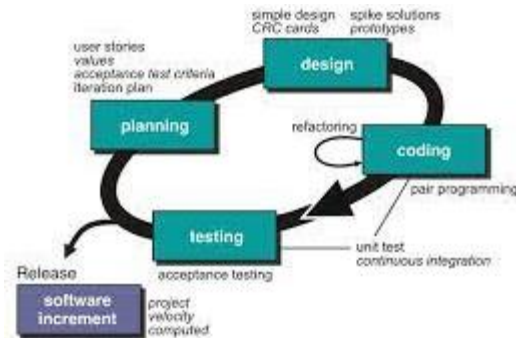 simple design
CRC cards
spike solutions
prototypes
user stories
values
acceptance test criteria
iteration plan
design
planning
refactoring
coding
pair programming
testing
acceptance testing
unit test
continuous integration
Release
software
increment
project
velocity
computed